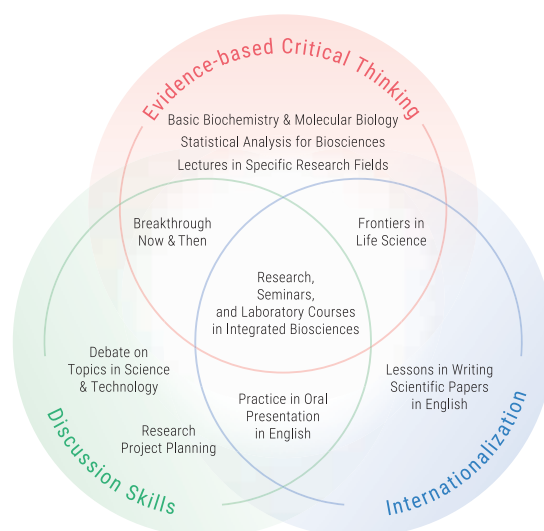 Evidence-based Critical Thinking
Basic Biochemistry & Molecular Biology
Statistical Analysis for Biosciences
Lectures in Specific Research Fields
Breakthrough
Now & Then
Frontiers in
Life Science
Research,
Seminars,
and Laboratory Courses
in Integrated Biosciences
Debate on
Topics in Science
& Technology
Research
Project Planning
Practice in Oral
Presentation
in English
Lessons in Writing
Scientific Papers
in English
Discussion Skills
Internationalization